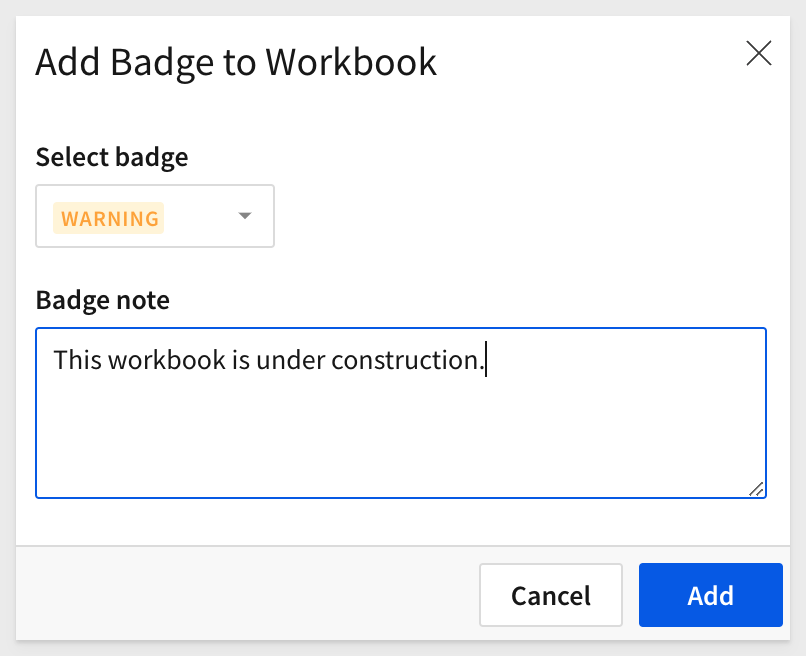 Add Badge to Workbook
Select badge
WARNING
Badge note
This workbook is under construction.
Cancel
Add